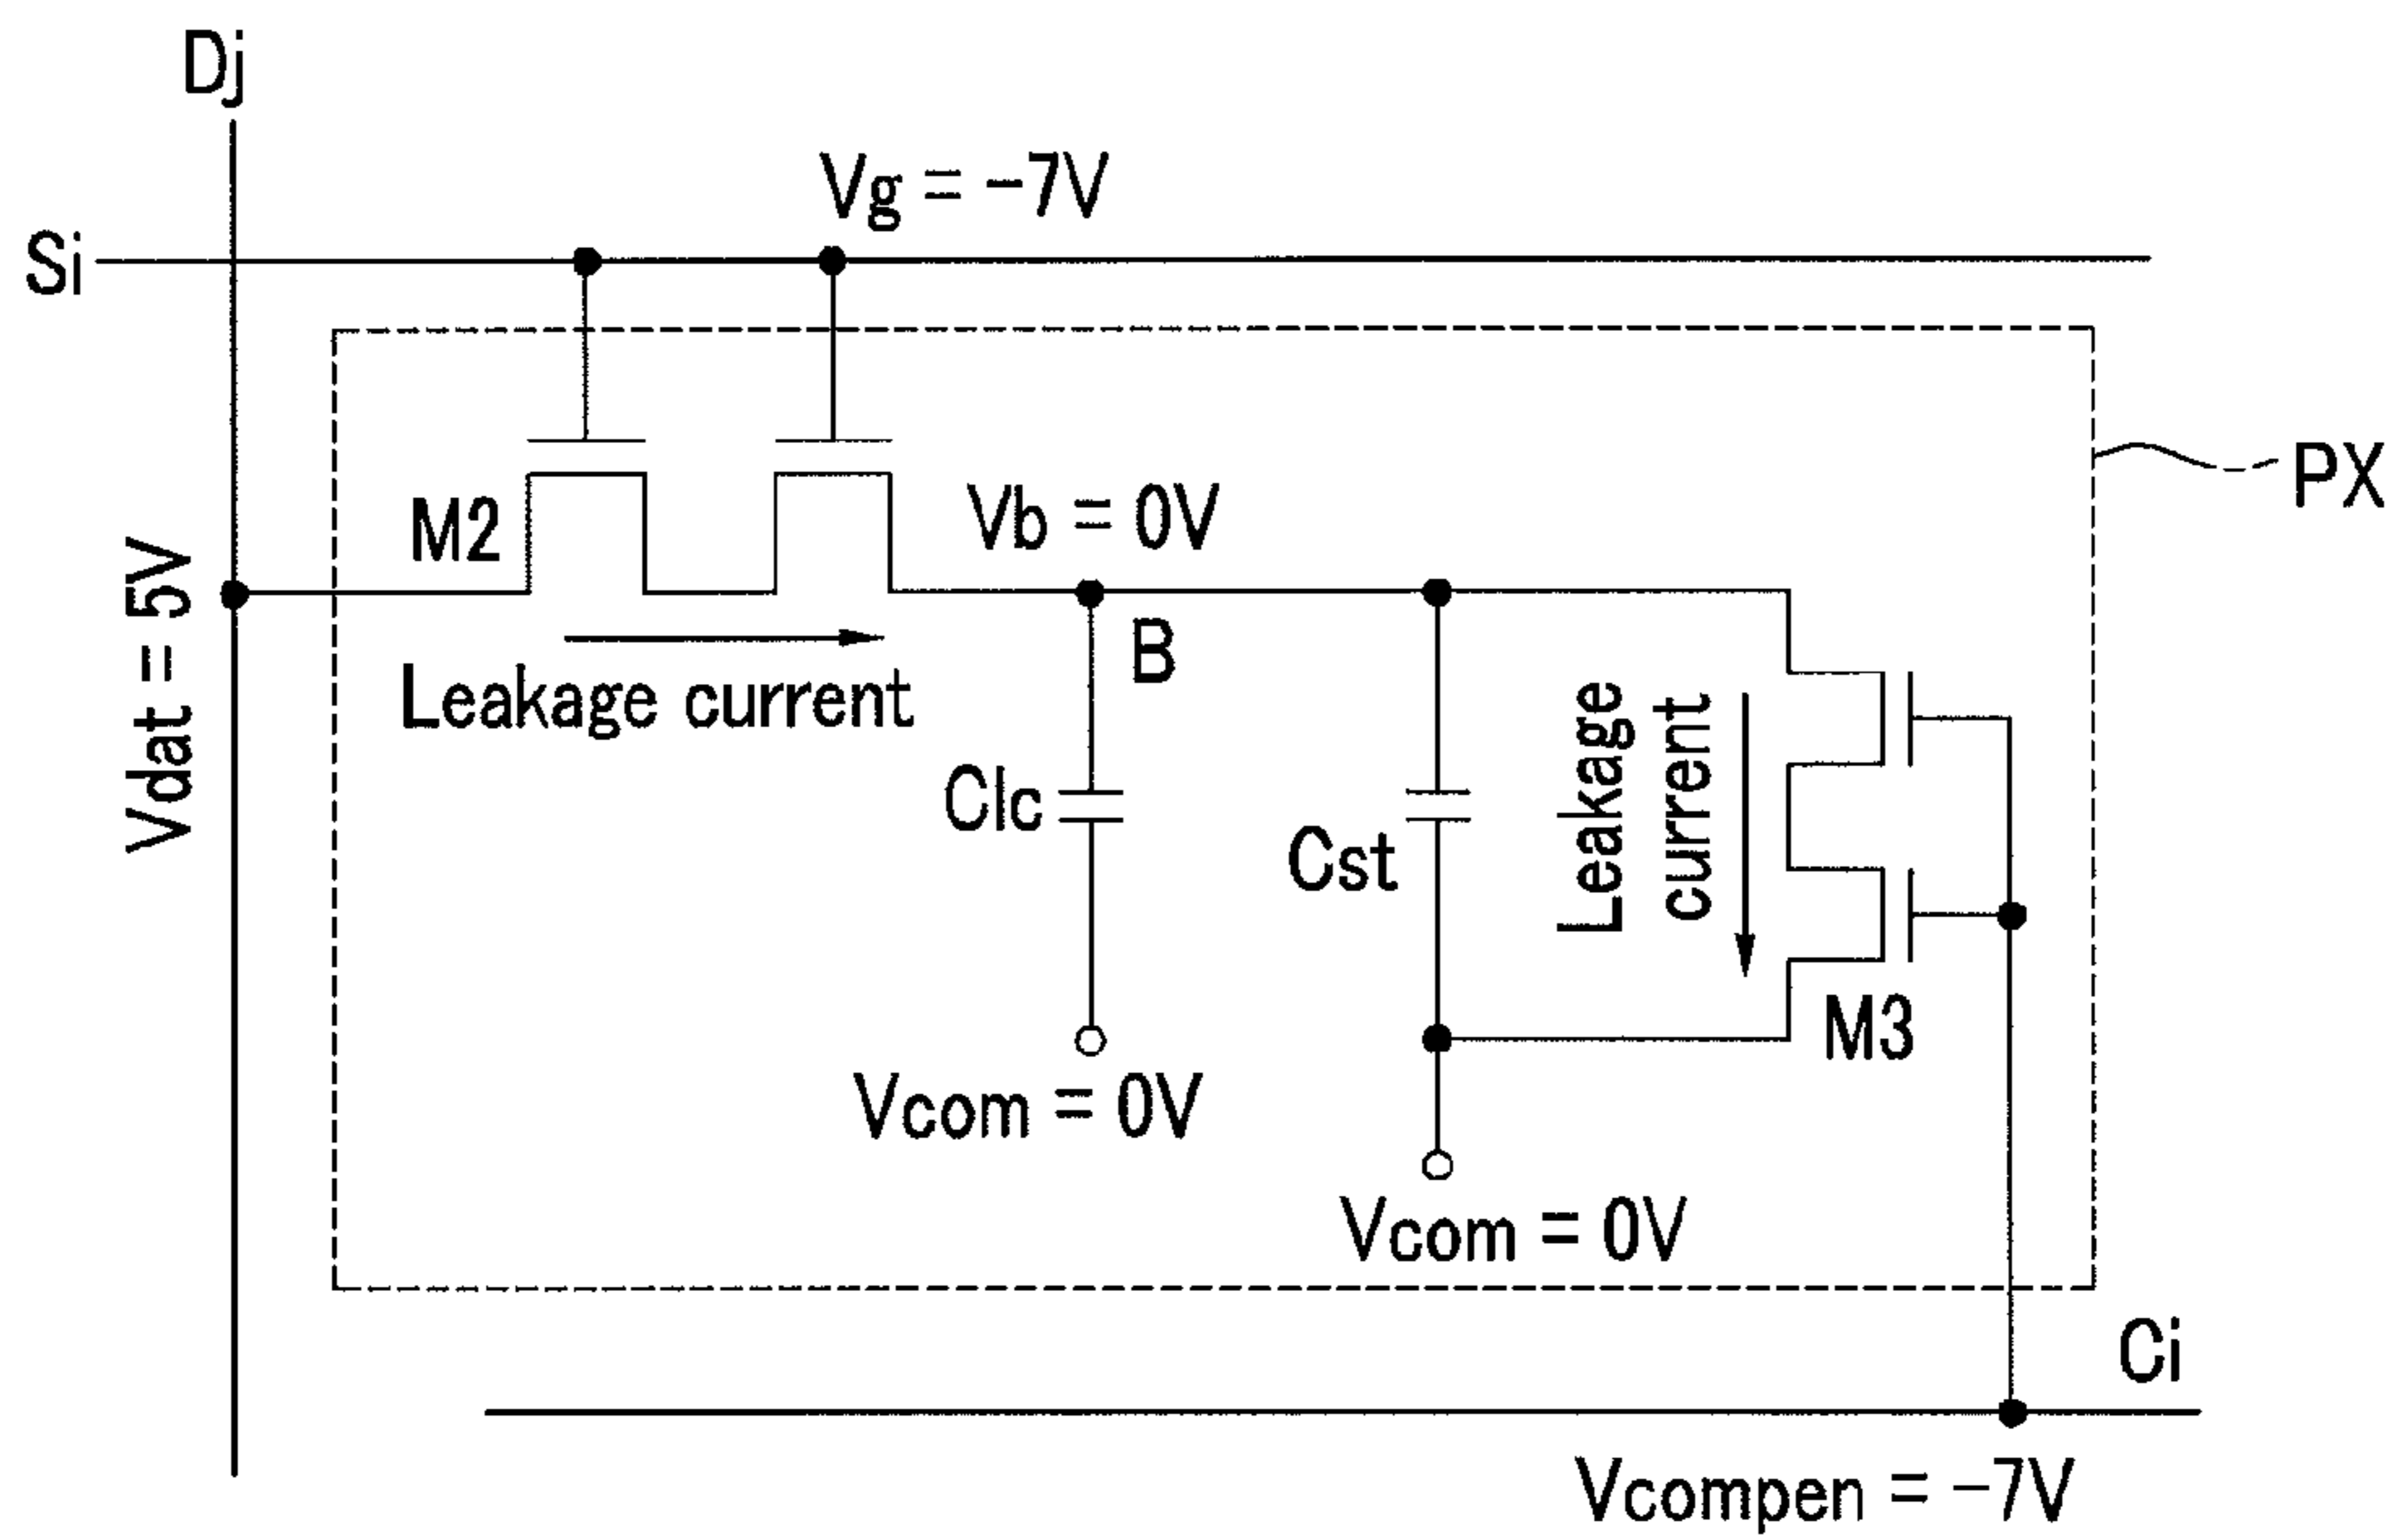 Dj
Vg = −7V
Si
PX
M2
Vb = 0V
Vdat = 5V
B
Leakage current
Leakage
current
Clc
Cst
M3
Vcom = 0V
Vcom = 0V
Ci
Vcompen = −7V